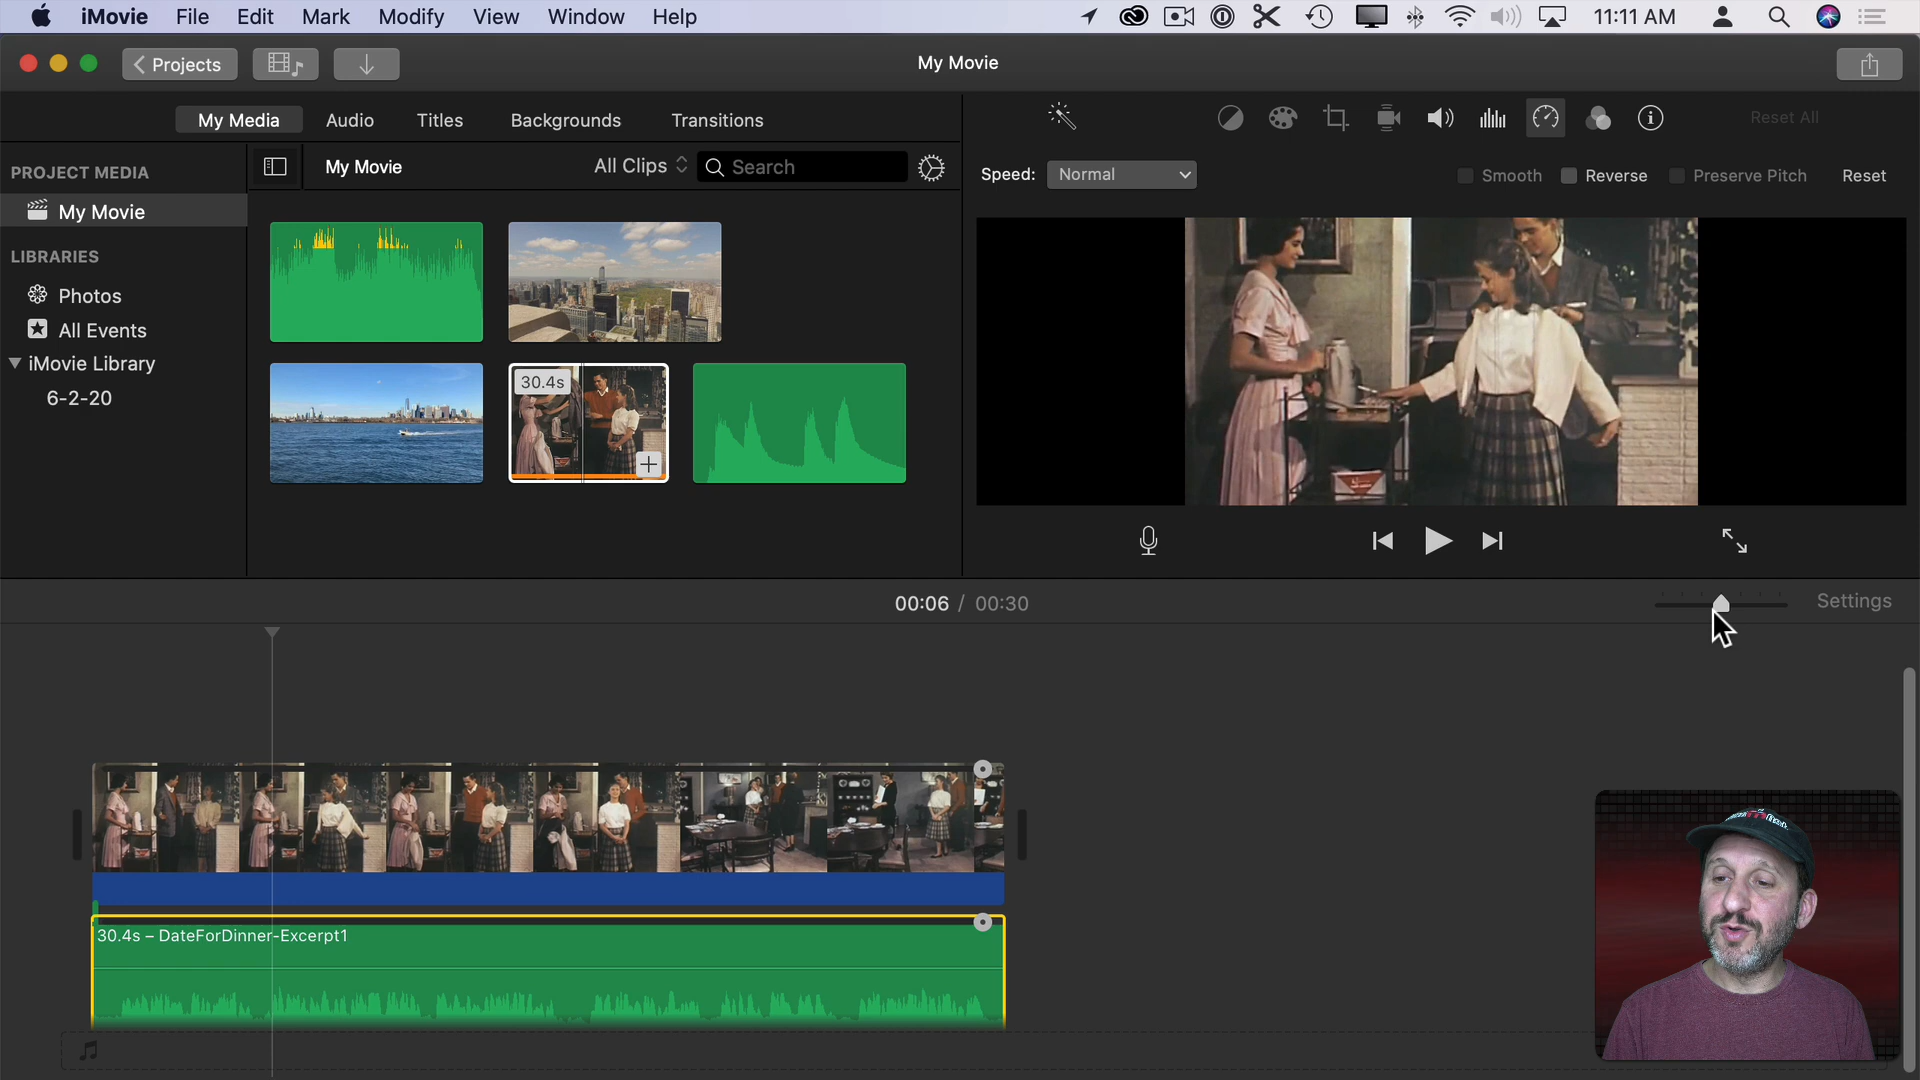 iMovie File Edit Mark Modify View Window Help 11:11 AM
Projects My Movie
My Media Audio Titles Backgrounds Transitions Reset All
PROJECT MEDIA My Movie All Clips Search Speed: Normal Smooth Reverse Preserve Pitch Reset
My Movie
LIBRARIES
Photos
All Events
iMovie Library
6-2-20
30.4s
00:06 / 00:30 Settings
30.4s – DateForDinner-Excerpt1